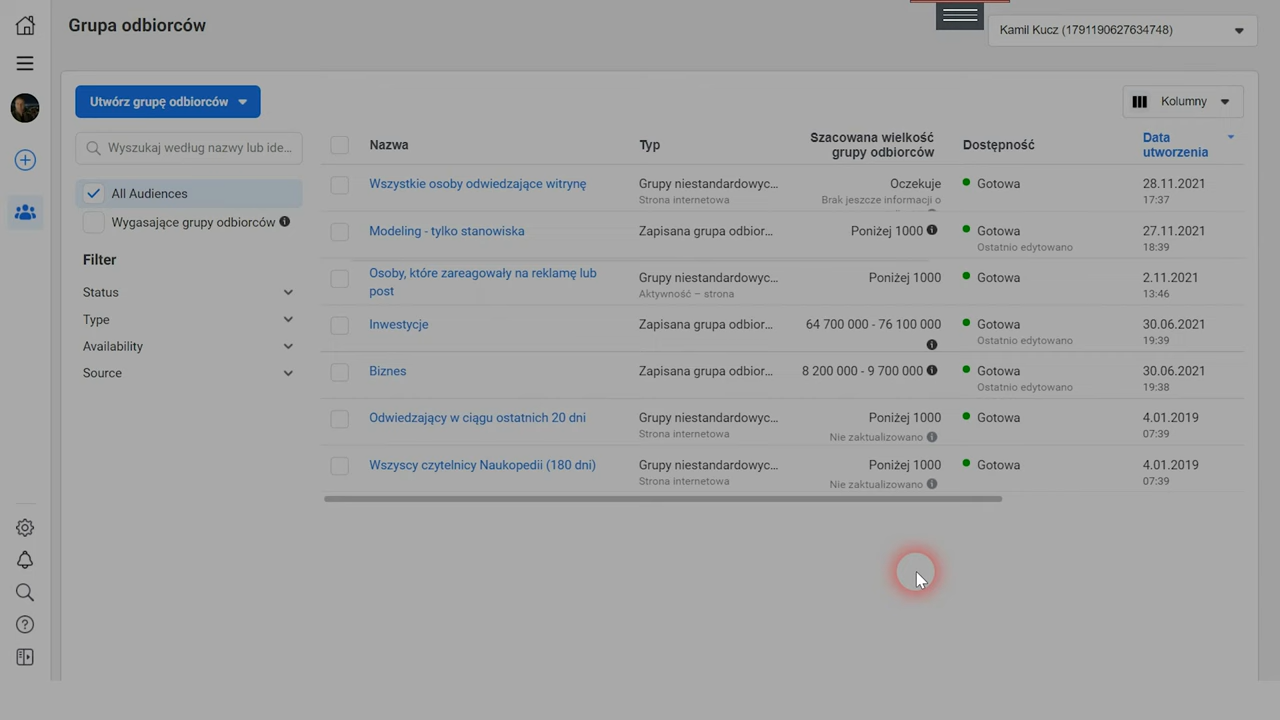 Grupa odbiorców
Kamil Kucz (1791190627634748)
Utwórz grupę odbiorców
Kolumny
Wyszukaj według nazwy lub ide...
All Audiences
Wygasające grupy odbiorców
Filter
Status
Type
Availability
Source
Nazwa
Typ
Szacowana wielkość
grupy odbiorców
Dostępność
Data
utworzenia
Wszystkie osoby odwiedzające witrynę
Grupy niestandardowyc...
Strona internetowa
Oczekuje
Brak jeszcze informacji o
Gotowa
28.11.2021
17:37
Modeling - tylko stanowiska
Zapisana grupa odbior...
Poniżej 1000
Gotowa
Ostatnio edytowano
27.11.2021
18:39
Osoby, które zareagowały na reklamę lub
post
Grupy niestandardowyc...
Aktywność – strona
Poniżej 1000
Gotowa
2.11.2021
13:46
Inwestycje
Zapisana grupa odbior...
64 700 000 - 76 100 000
Gotowa
Ostatnio edytowano
30.06.2021
19:39
Biznes
Zapisana grupa odbior...
8 200 000 - 9 700 000
Gotowa
Ostatnio edytowano
30.06.2021
19:38
Odwiedzający w ciągu ostatnich 20 dni
Grupy niestandardowyc...
Strona internetowa
Poniżej 1000
Nie zaktualizowano
Gotowa
4.01.2019
07:39
Wszyscy czytelnicy Naukopedii (180 dni)
Grupy niestandardowyc...
Strona internetowa
Poniżej 1000
Nie zaktualizowano
Gotowa
4.01.2019
07:39